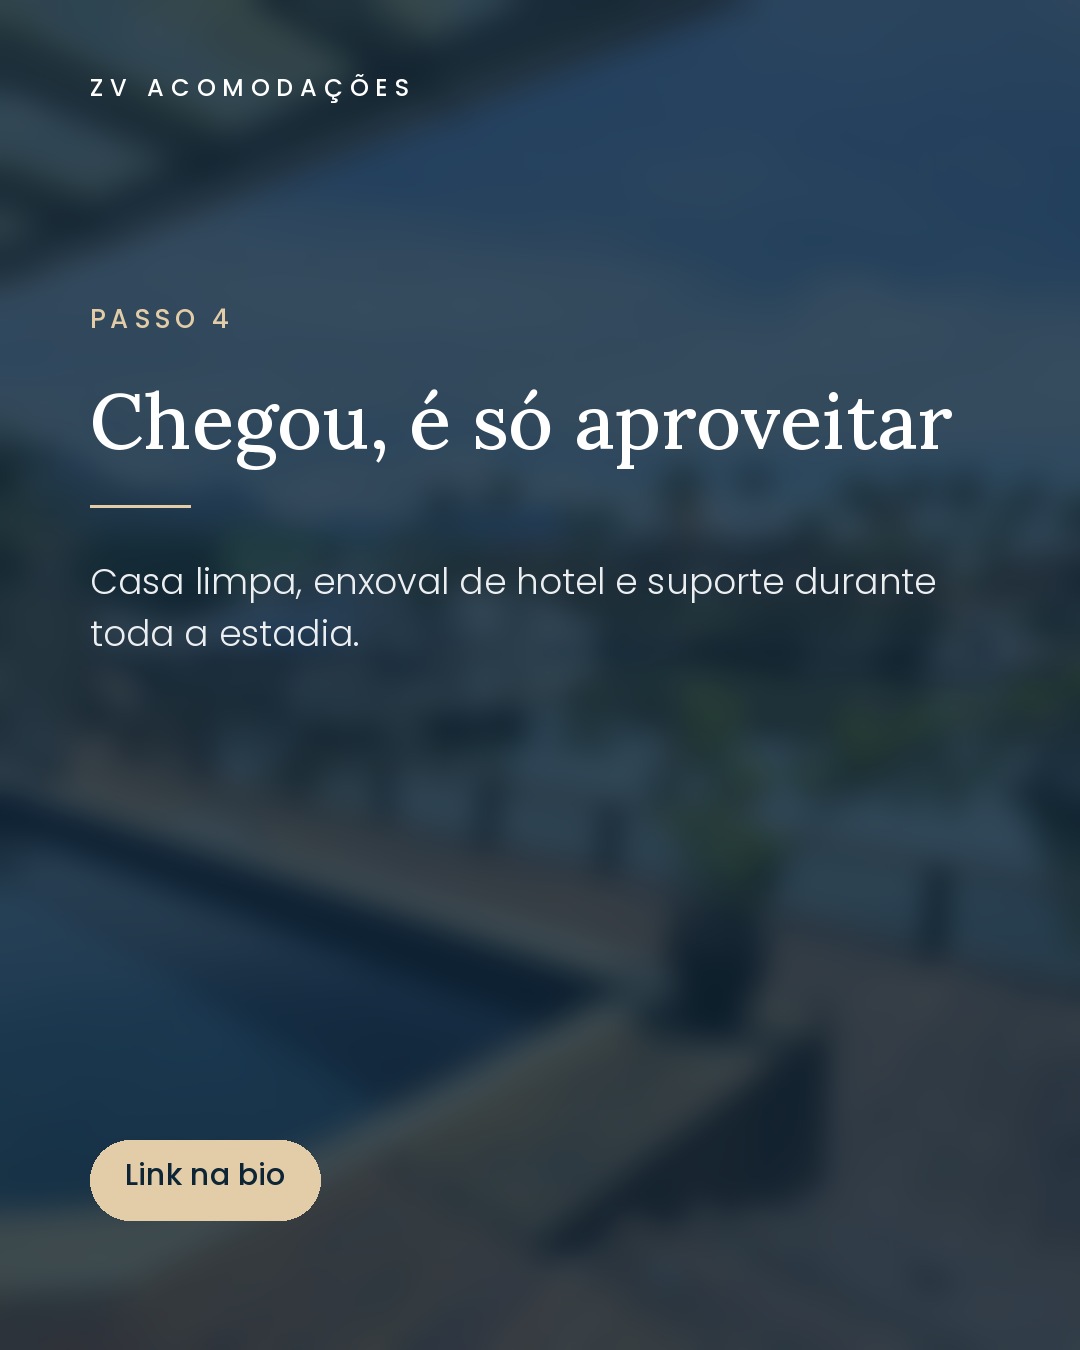 ZV ACOMODAÇÕES
PASSO 4
Chegou, é só aproveitar
Casa limpa, enxoval de hotel e suporte durante
toda a estadia.
Link na bio